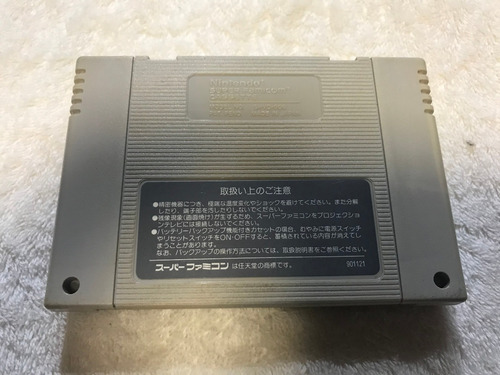 Nintendo
取扱い上のご注意
●精密機器につき、極端な温度変化やショックを避けてください。また分解
したり、端子部を汚したりしないでください。
●残像現象(画面焼け)が生ずるため、スーパーファミコンをプロジェクショ
ンテレビには接続しないでください。
●バッテリーバックアップ機能付きカセットの場合、むやみに電源スイッチ
やリセットスイッチをON-OFFすると、蓄積されている内容が消えてし
まうことがあります。
なお、バックアップの操作方法については、取扱説明書をご参照ください。
スーパーファミコン は任天堂の商標です。 901121